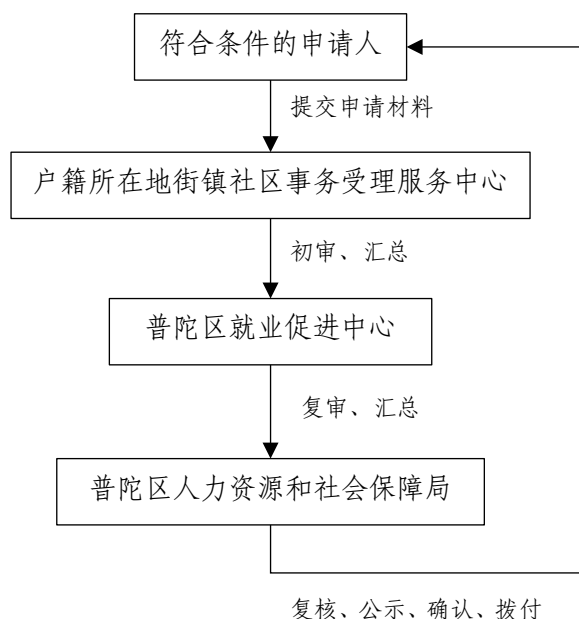 符合条件的申请人
提交申请材料
户籍所在地街镇社区事务受理服务中心
初审、汇总
普陀区就业促进中心
复审、汇总
普陀区人力资源和社会保障局
复核、公示、确认、拨付